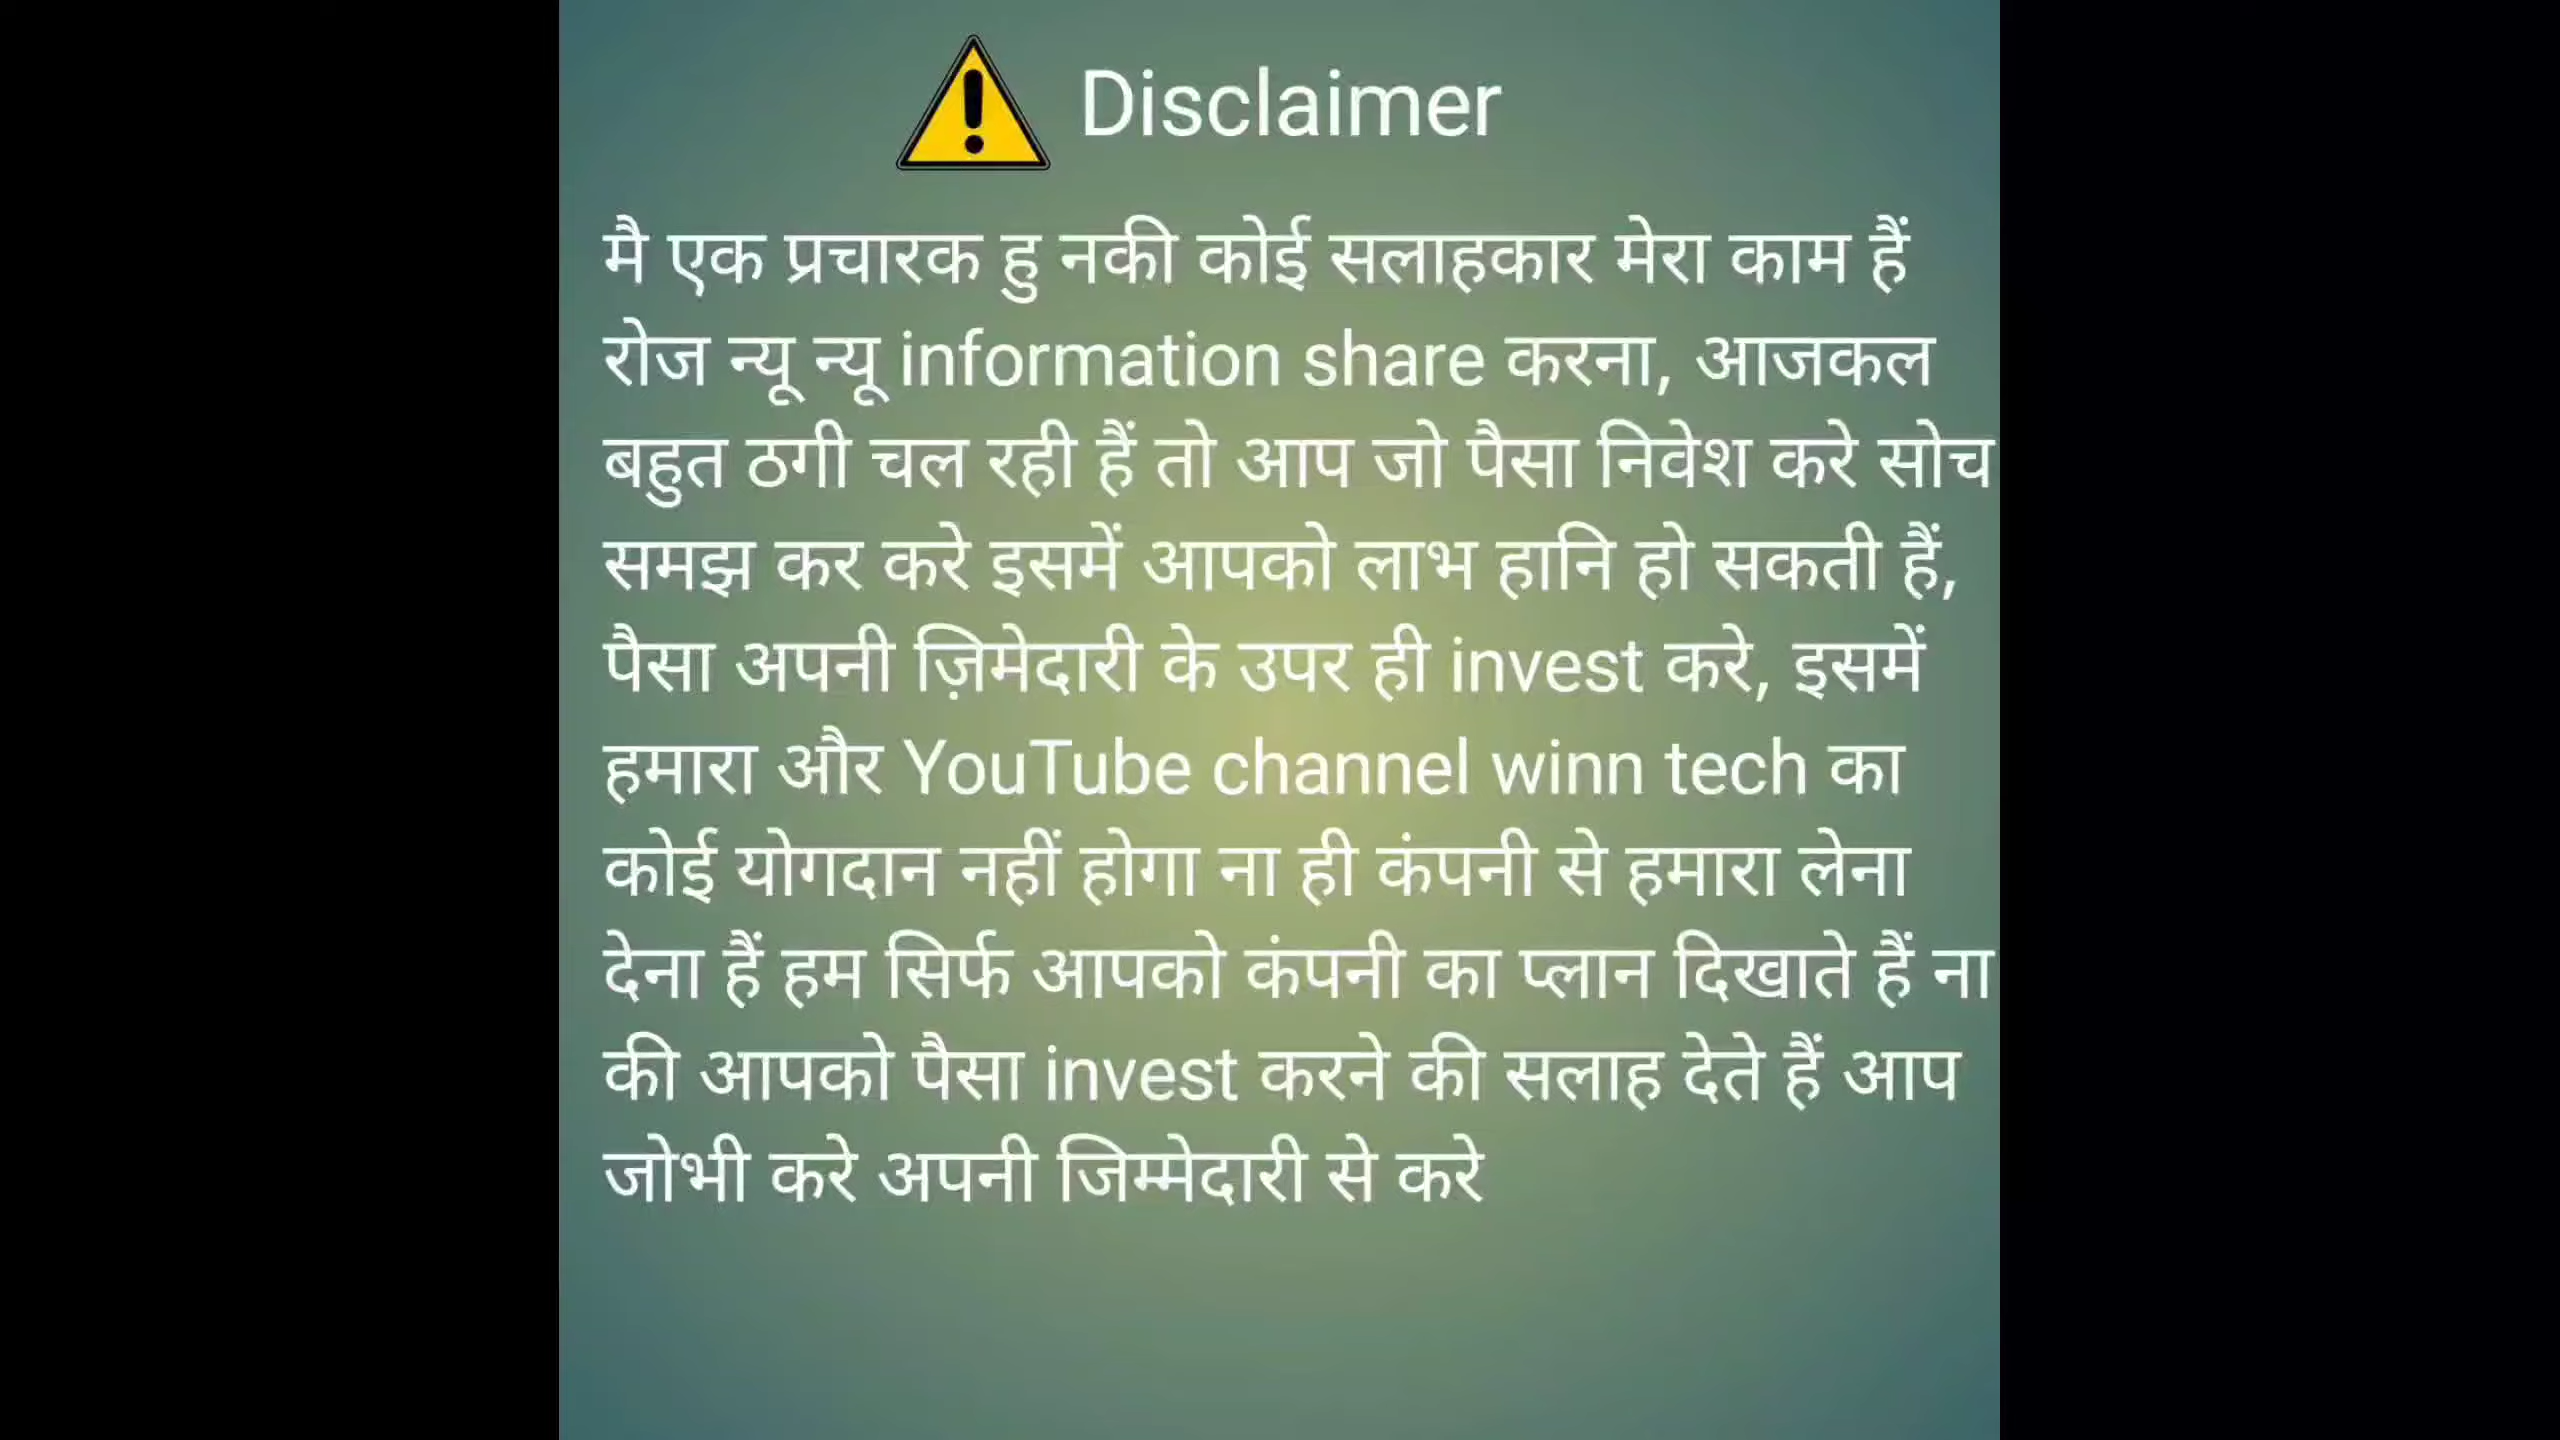 Disclaimer
मै एक प्रचारक हु नकी कोई सलाहकार मेरा काम हैं
रोज न्यू न्यू information share करना, आजकल
बहुत ठगी चल रही हैं तो आप जो पैसा निवेश करे सोच
समझ कर करे इसमें आपको लाभ हानि हो सकती हैं,
पैसा अपनी ज़िमेदारी के उपर ही invest करे, इसमें
हमारा और YouTube channel winn tech का
कोई योगदान नहीं होगा ना ही कंपनी से हमारा लेना
देना हैं हम सिर्फ आपको कंपनी का प्लान दिखाते हैं ना
की आपको पैसा invest करने की सलाह देते हैं आप
जोभी करे अपनी जिम्मेदारी से करे